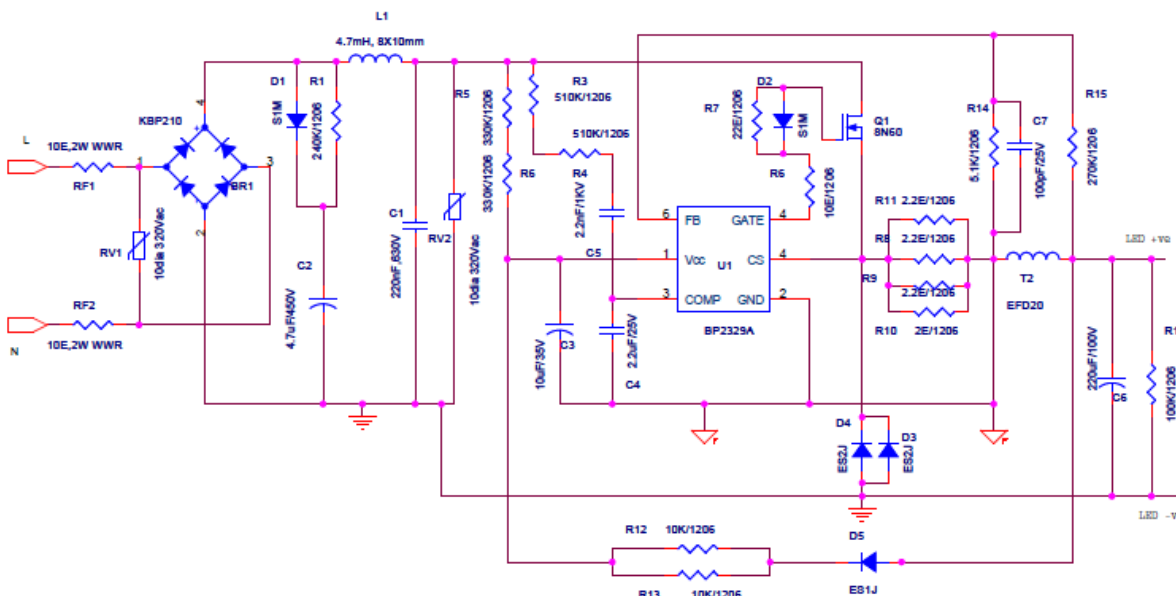 L1
4.7mH, 8X10mm
D1
R1
S1M
240K/1206
KBP210
4
L
10E,2W WWR
RF1
1
3
BR1
2
RV1
10dia 320Vac
RF2
N
10E,2W WWR
C2
4.7uF/450V
C1
220nF,630V
RV2
10dia 320Vac
R5
330K/1206
R6
330K/1206
R3
510K/1206
510K/1206
R4
2.2nF/1KV
C5
10uF/35V
C3
2.2uF/25V
C4
6
FB
GATE
4
1
Vcc
CS
4
U1
3
COMP
GND
2
BP2329A
D2
R7
22E/1206
S1M
R6
10E/1206
Q1
8N60
R14
5.1K/1206
C7
100pF/25V
R15
270K/1206
R11
2.2E/1206
R8
2.2E/1206
R9
2.2E/1206
R10
2E/1206
T2
EFD20
LED +ve
220uF/100V
C6
100K/1206
D4
ES2J
D3
ES2J
LED -v
R12
10K/1206
R13
10K/1206
D5
ES1J